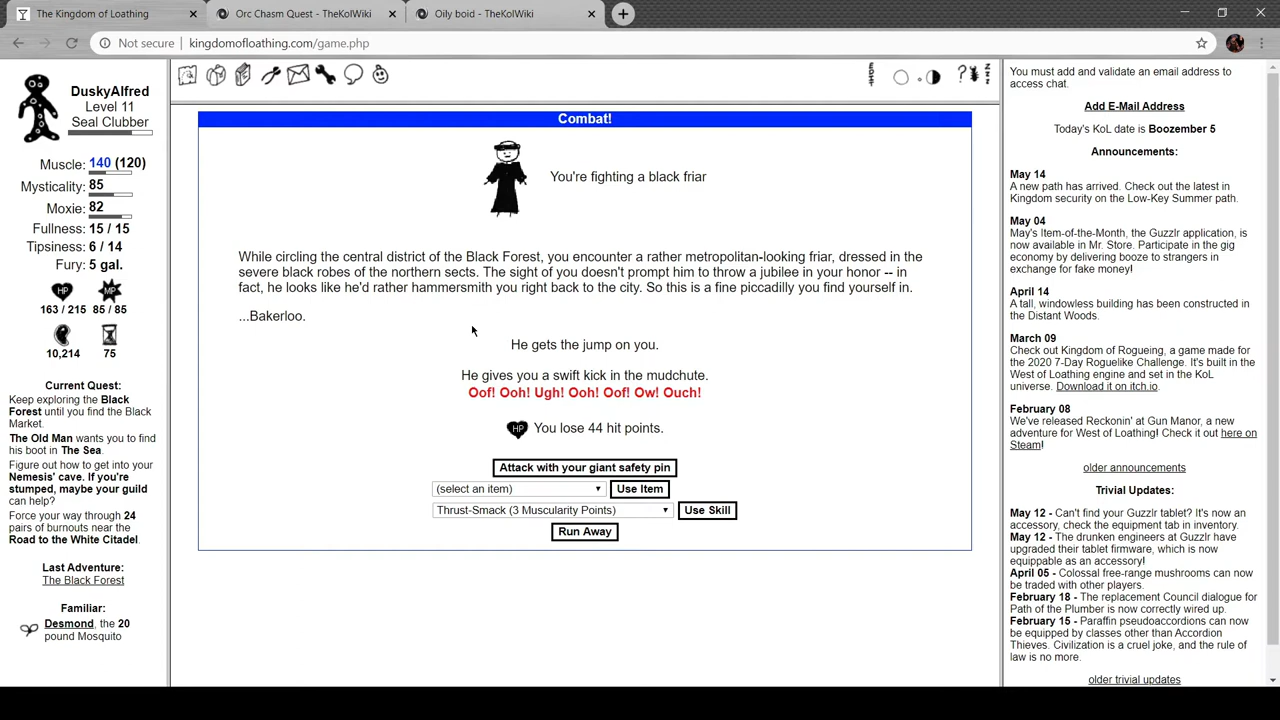 The Kingdom of Loathing
Orc Chasm Quest - TheKolWiki
Oily boid - TheKolWiki
Not secure | kingdomofloathing.com/game.php
DuskyAlfred
Level 11
Seal Clubber
Muscle: 140 (120)
Mysticality: 85
Moxie: 82
Fullness: 15 / 15
Tipsiness: 6 / 14
Fury: 5 gal.
HP MP
163 / 215 85 / 85
10,214 75
Current Quest:
Keep exploring the Black
Forest until you find the Black
Market.
The Old Man wants you to find
his boot in The Sea.
Figure out how to get into your
Nemesis' cave. If you're
stumped, maybe your guild
can help?
Force your way through 24
pairs of burnouts near the
Road to the White Citadel.
Last Adventure:
The Black Forest
Familiar:
Desmond, the 20
pound Mosquito
Combat!
You're fighting a black friar
While circling the central district of the Black Forest, you encounter a rather metropolitan-looking friar, dressed in the
severe black robes of the northern sects. The sight of you doesn't prompt him to throw a jubilee in your honor -- in
fact, he looks like he'd rather hammersmith you right back to the city. So this is a fine piccadilly you find yourself in.
...Bakerloo.
He gets the jump on you.
He gives you a swift kick in the mudchute.
Oof! Ooh! Ugh! Ooh! Oof! Ow! Ouch!
HP You lose 44 hit points.
Attack with your giant safety pin
(select an item) Use Item
Thrust-Smack (3 Muscularity Points) Use Skill
Run Away
You must add and validate an email address to
access chat.
Add E-Mail Address
Today's KoL date is Boozember 5
Announcements:
May 14
A new path has arrived. Check out the latest in
Kingdom security on the Low-Key Summer path.
May 04
May's Item-of-the-Month, the Guzzlr application, is
now available in Mr. Store. Participate in the gig
economy by delivering booze to strangers in
exchange for fake money!
April 14
A tall, windowless building has been constructed in
the Distant Woods.
March 09
Check out Kingdom of Rogueing, a game made for
the 2020 7-Day Roguelike Challenge. It's built in the
West of Loathing engine and set in the KoL
universe. Download it on itch.io.
February 08
We've released Reckonin' at Gun Manor, a new
adventure for West of Loathing! Check it out here on
Steam!
older announcements
Trivial Updates:
May 12 - Can't find your Guzzlr tablet? It's now an
accessory, check the equipment tab in inventory.
May 12 - The drunken engineers at Guzzlr have
upgraded their tablet firmware, which is now
equippable as an accessory!
April 05 - Colossal free-range mushrooms can now
be traded with other players.
February 18 - The replacement Council dialogue for
Path of the Plumber is now correctly wired up.
February 15 - Paraffin pseudoaccordions can now
be equipped by classes other than Accordion
Thieves. Civilization is a cruel joke, and the rule of
law is no more.
older trivial updates